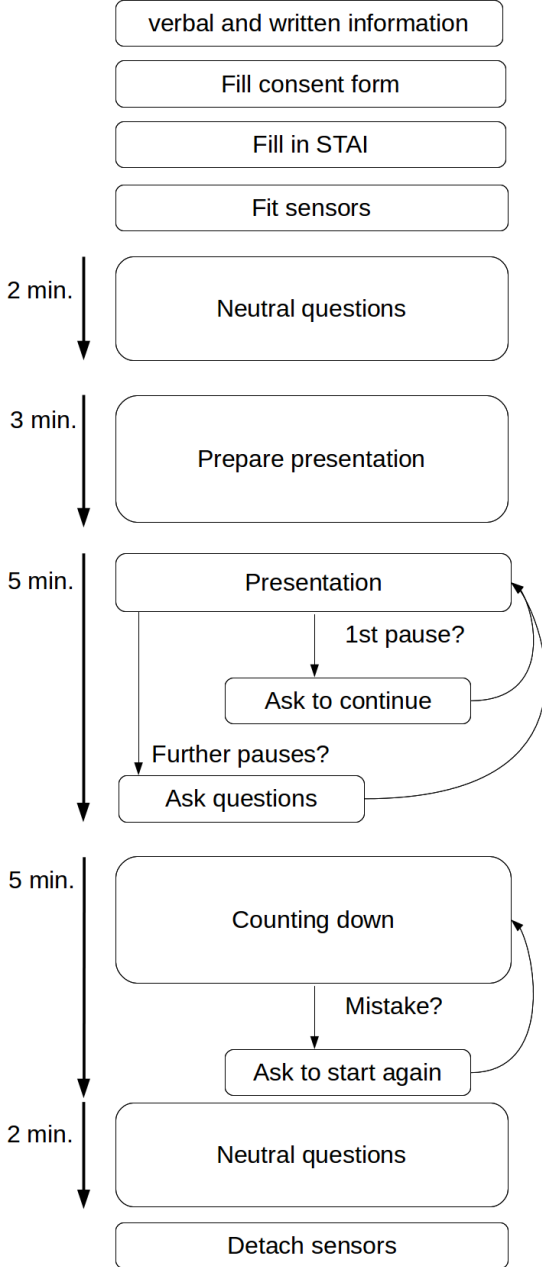 verbal and written information
Fill consent form
Fill in STAI
Fit sensors
2 min.
Neutral questions
3 min.
Prepare presentation
5 min.
Presentation
1st pause?
Ask to continue
Further pauses?
Ask questions
5 min.
Counting down
Mistake?
Ask to start again
2 min.
Neutral questions
Detach sensors